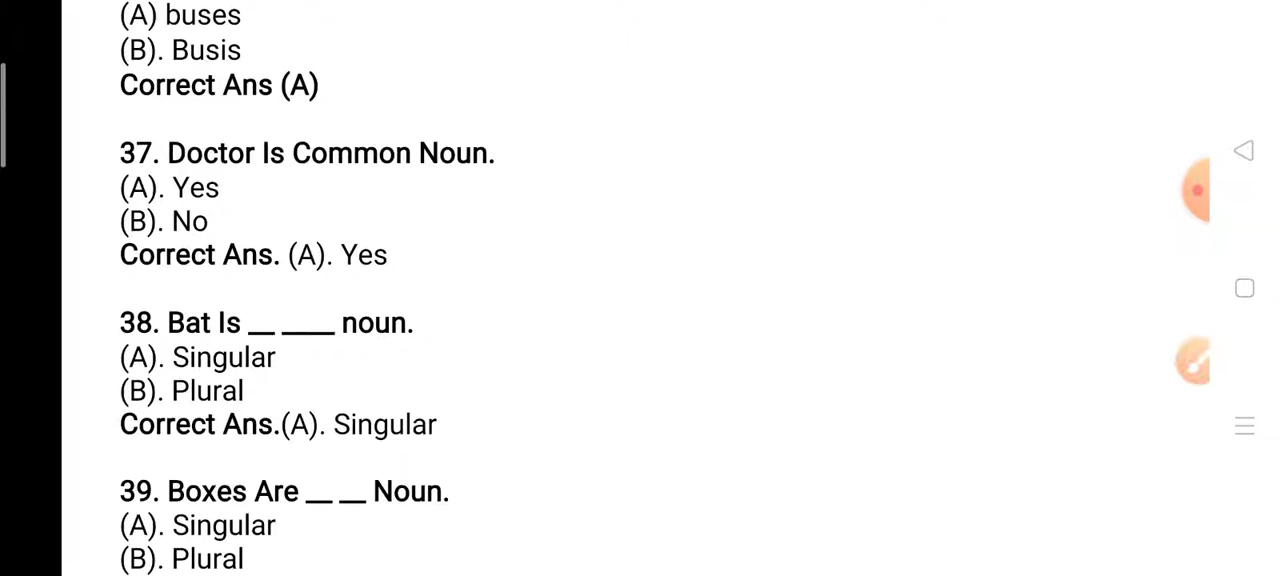 (A) buses
(B). Busis
Correct Ans (A)
37. Doctor Is Common Noun.
(A). Yes
(B). No
Correct Ans. (A). Yes
38. Bat Is __ ____ noun.
(A). Singular
(B). Plural
Correct Ans.(A). Singular
39. Boxes Are __ __ Noun.
(A). Singular
(B). Plural